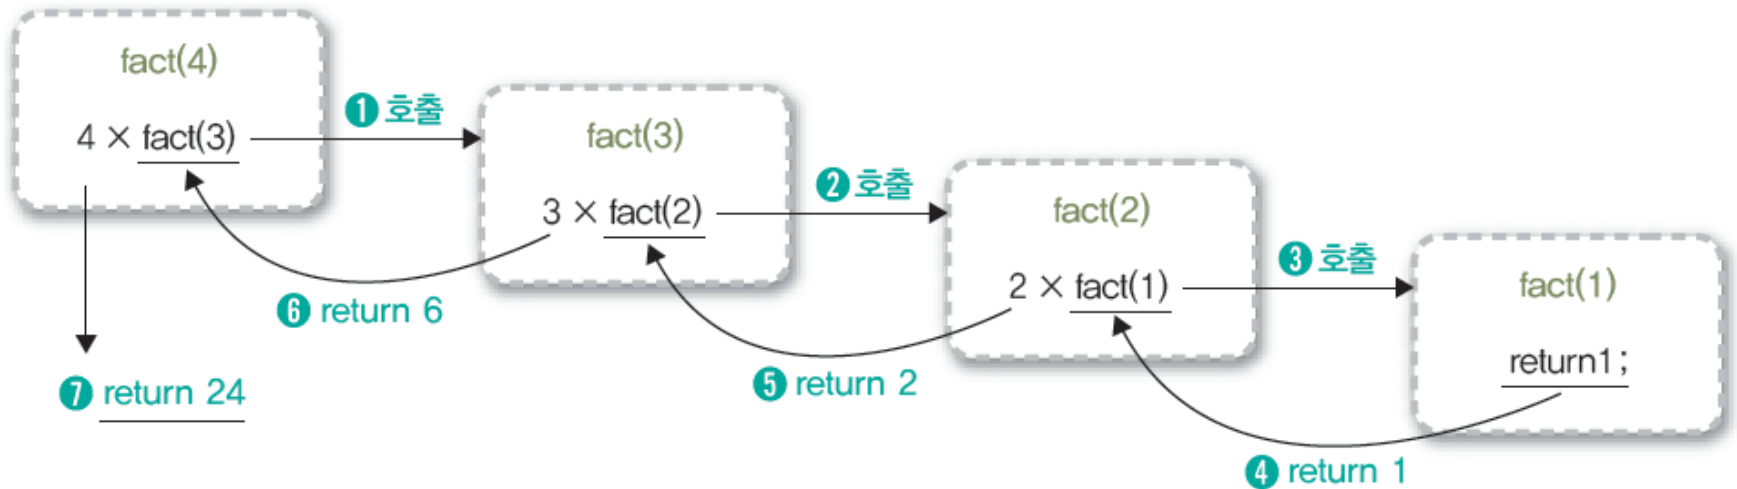 fact(4)
4 × fact(3)
❶ 호출
fact(3)
3 × fact(2)
❷ 호출
fact(2)
2 × fact(1)
❸ 호출
fact(1)
return1;
❹ return 1
❺ return 2
❻ return 6
❼ return 24